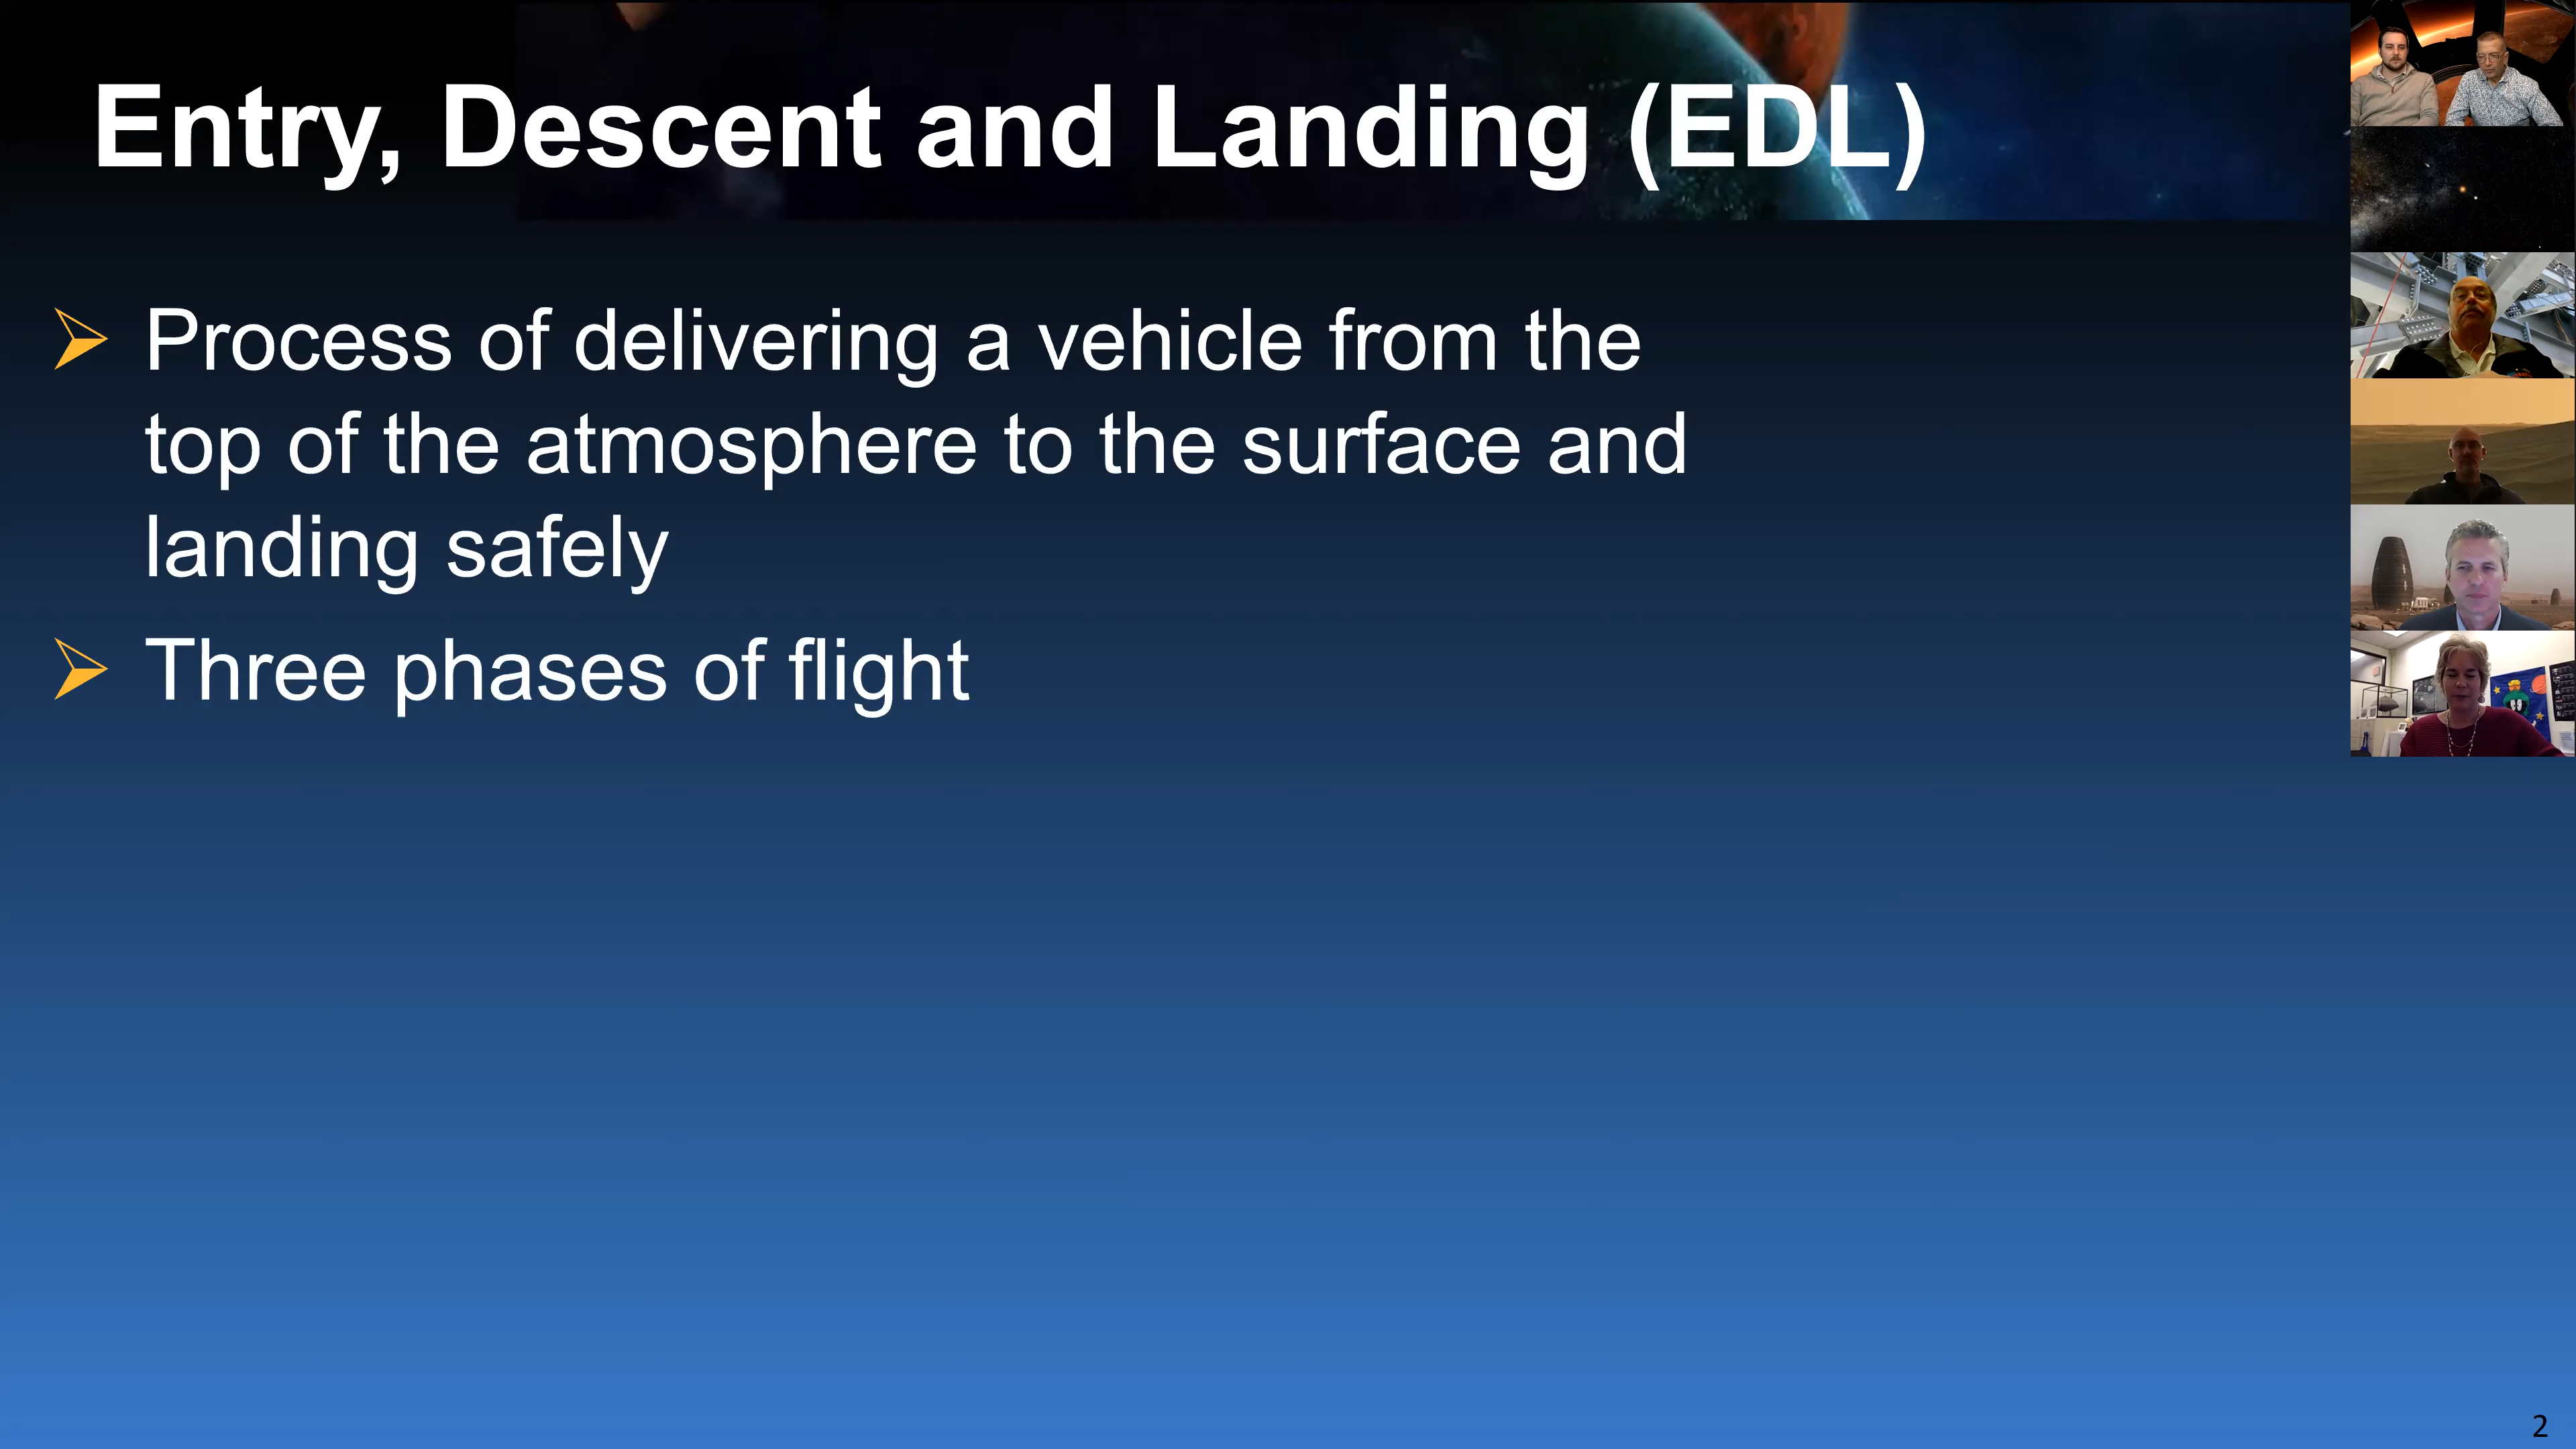 Entry, Descent and Landing (EDL)
Process of delivering a vehicle from the
top of the atmosphere to the surface and
landing safely
Three phases of flight
2